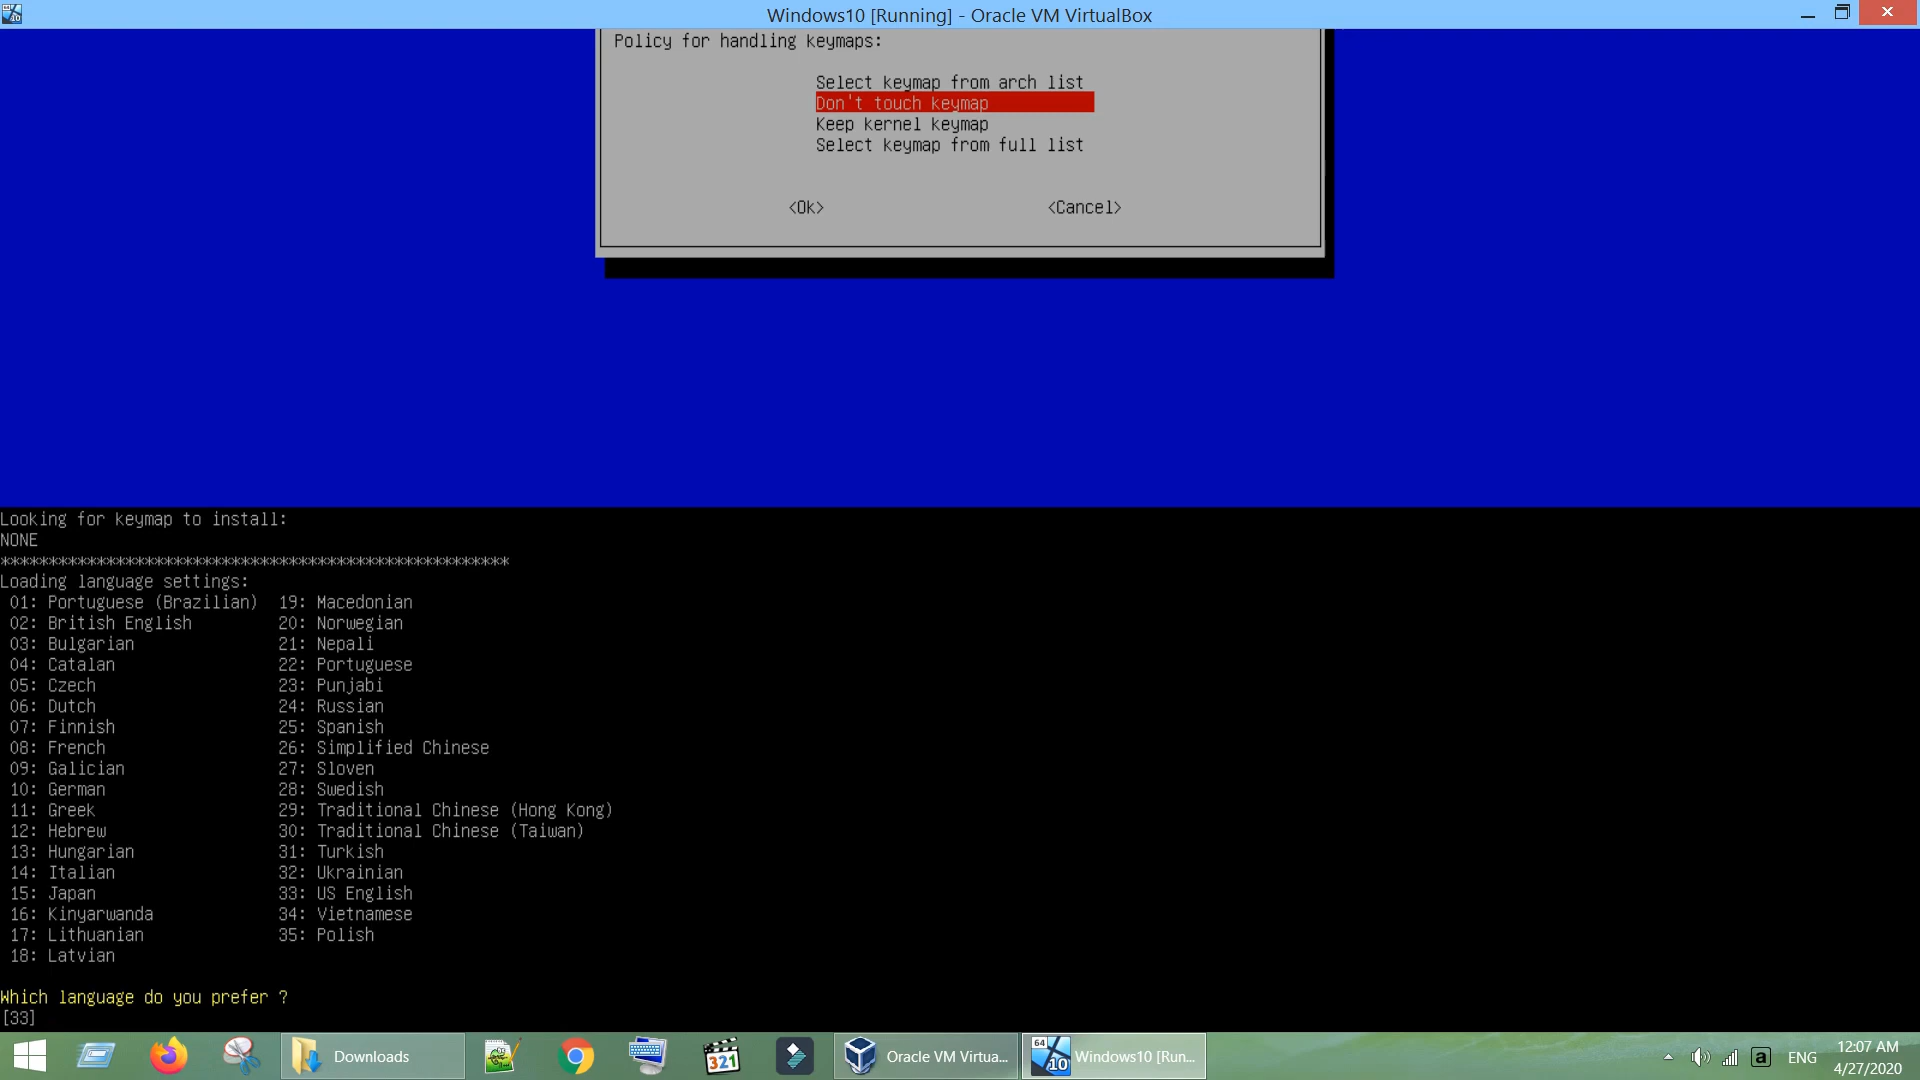 Windows10 [Running] - Oracle VM VirtualBox
Policy for handling keymaps:
Select keymap from arch list
Don't touch keymap
Keep kernel keymap
Select keymap from full list
<Ok> <Cancel>
Looking for keymap to install:
NONE
*****************************************************
Loading language settings:
01: Portuguese (Brazilian) 19: Macedonian
02: British English 20: Norwegian
03: Bulgarian 21: Nepali
04: Catalan 22: Portuguese
05: Czech 23: Punjabi
06: Dutch 24: Russian
07: Finnish 25: Spanish
08: French 26: Simplified Chinese
09: Galician 27: Sloven
10: German 28: Swedish
11: Greek 29: Traditional Chinese (Hong Kong)
12: Hebrew 30: Traditional Chinese (Taiwan)
13: Hungarian 31: Turkish
14: Italian 32: Ukrainian
15: Japan 33: US English
16: Kinyarwanda 34: Vietnamese
17: Lithuanian 35: Polish
18: Latvian
Which language do you prefer ?
[33]
Downloads
321
Oracle VM Virtua...
64
10
Windows10 [Run...
a
ENG
12:07 AM
4/27/2020